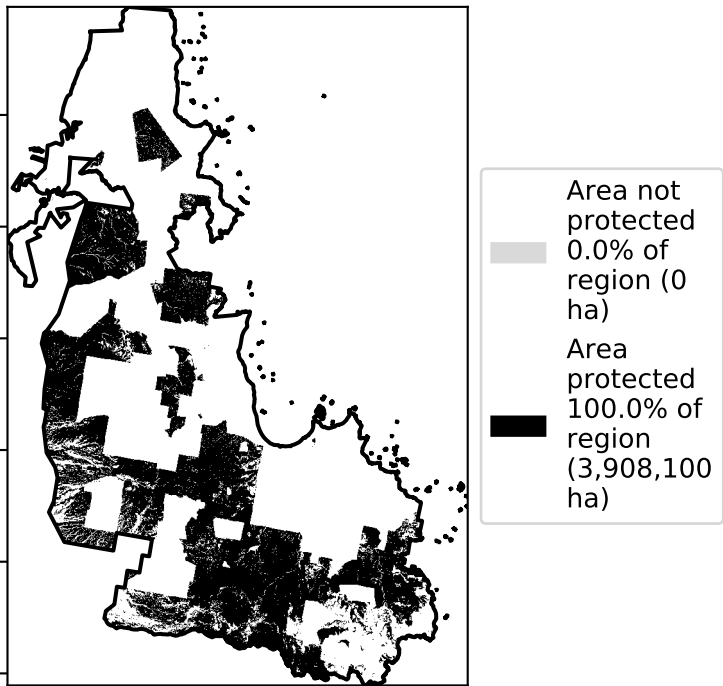 Area not
protected
0.0% of
region (0
ha)
Area
protected
100.0% of
region
(3,908,100
ha)